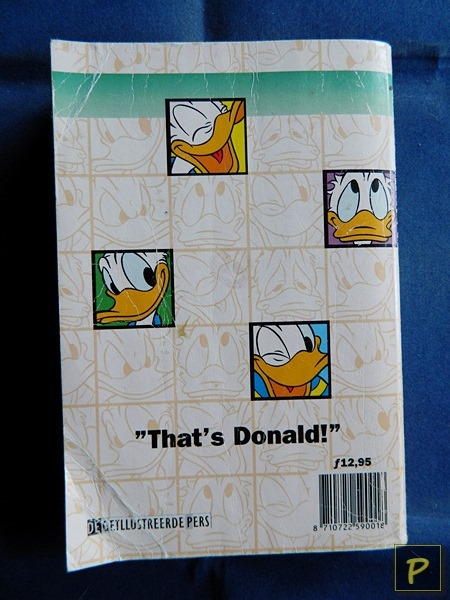 ”That's Donald!”
ƒ12,95
8 710722 590018
DE GEÏLLUSTREERDE PERS
P